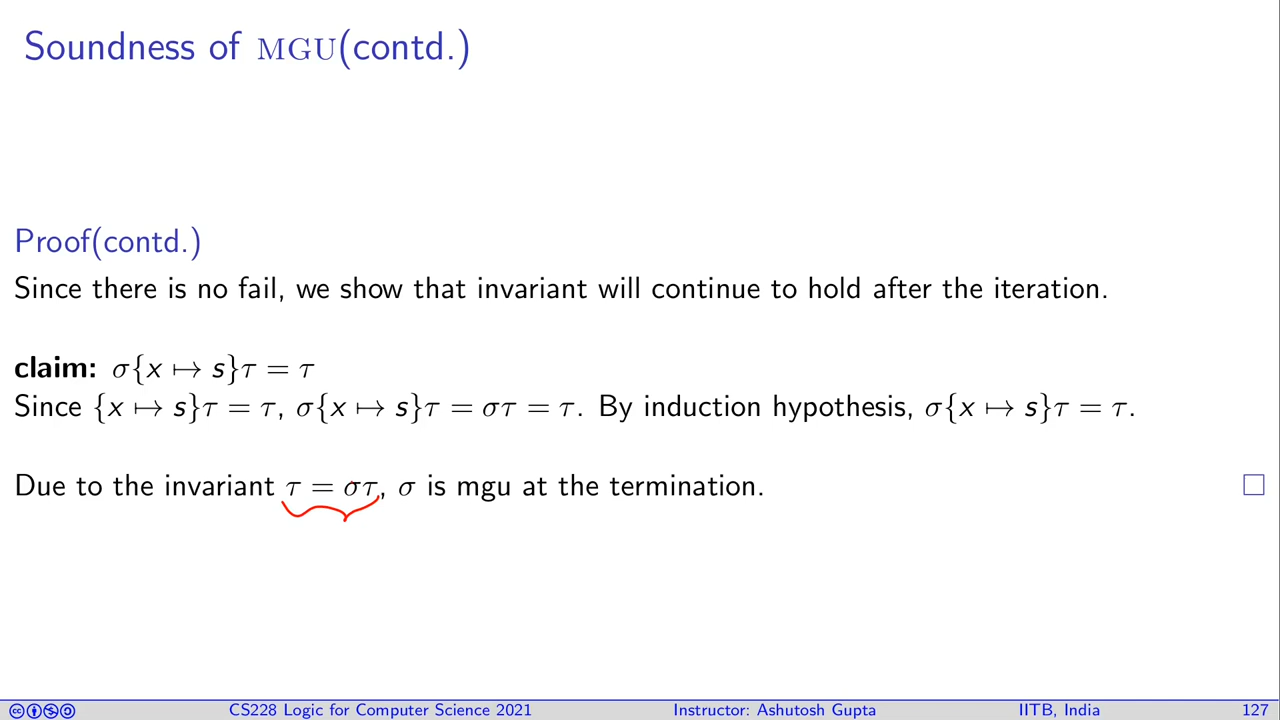 Soundness of MGU(contd.)
Proof(contd.)
Since there is no fail, we show that invariant will continue to hold after the iteration.
claim: σ{x ↦ s}τ = τ
Since {x ↦ s}τ = τ, σ{x ↦ s}τ = στ = τ. By induction hypothesis, σ{x ↦ s}τ = τ.
Due to the invariant τ = στ, σ is mgu at the termination. □
CS228 Logic for Computer Science 2021 Instructor: Ashutosh Gupta IITB, India 127